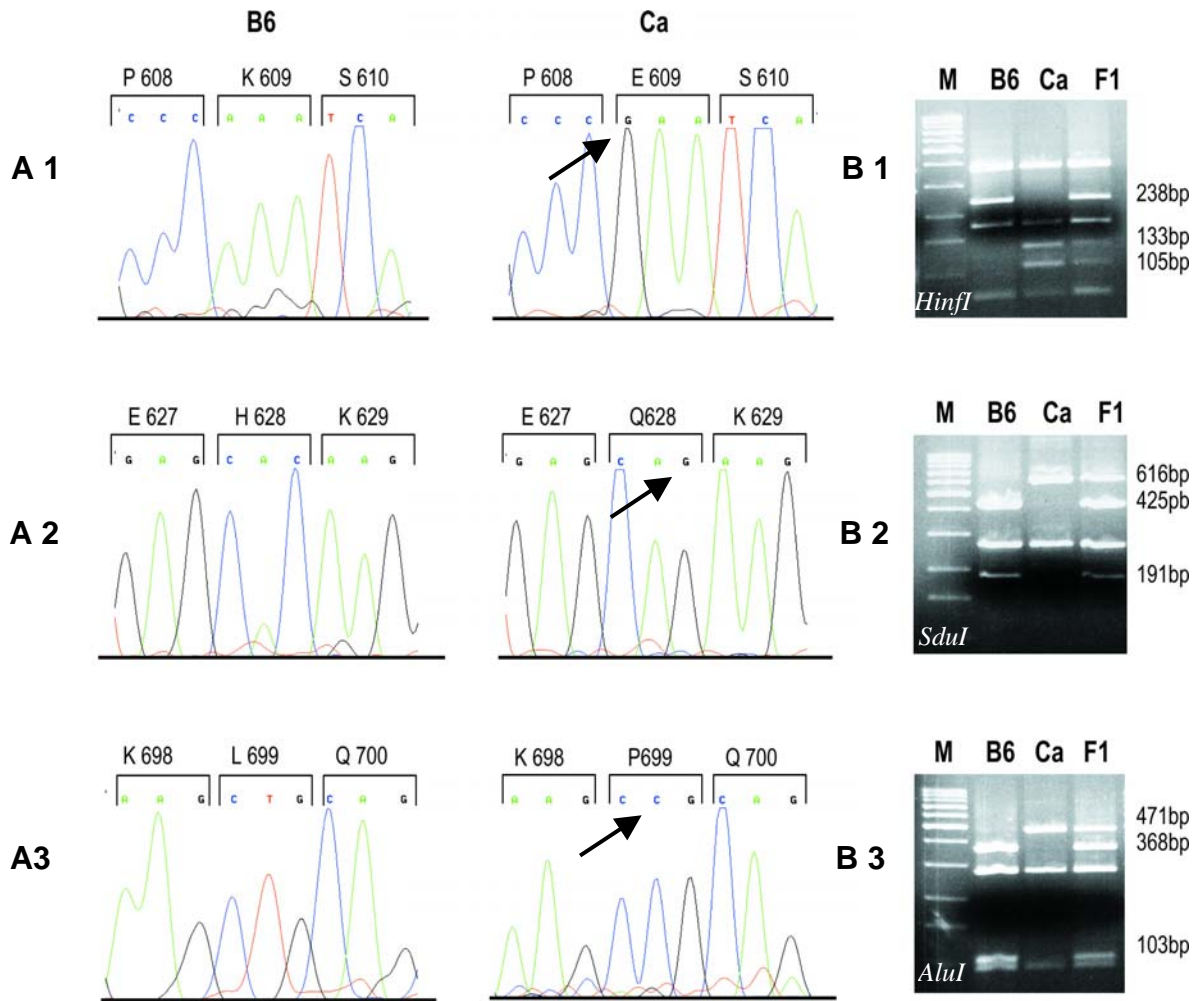 B6 Ca
P 608 K 609 S 610 P 608 E 609 S 610 M B6 Ca F1
C C C A A A T C A C C C G A A T C A
A 1 B 1
238bp
133bp
105bp
HinfI
E 627 H 628 K 629 E 627 Q628 K 629 M B6 Ca F1
G A G C A C A A G G A G C A G A A G
616bp
425pb
A 2 B 2
191bp
SduI
K 698 L 699 Q 700 K 698 P699 Q 700 M B6 Ca F1
A A G C T G C A G A A G C C G C A G
471bp
368bp
A3 B 3
103bp
AluI